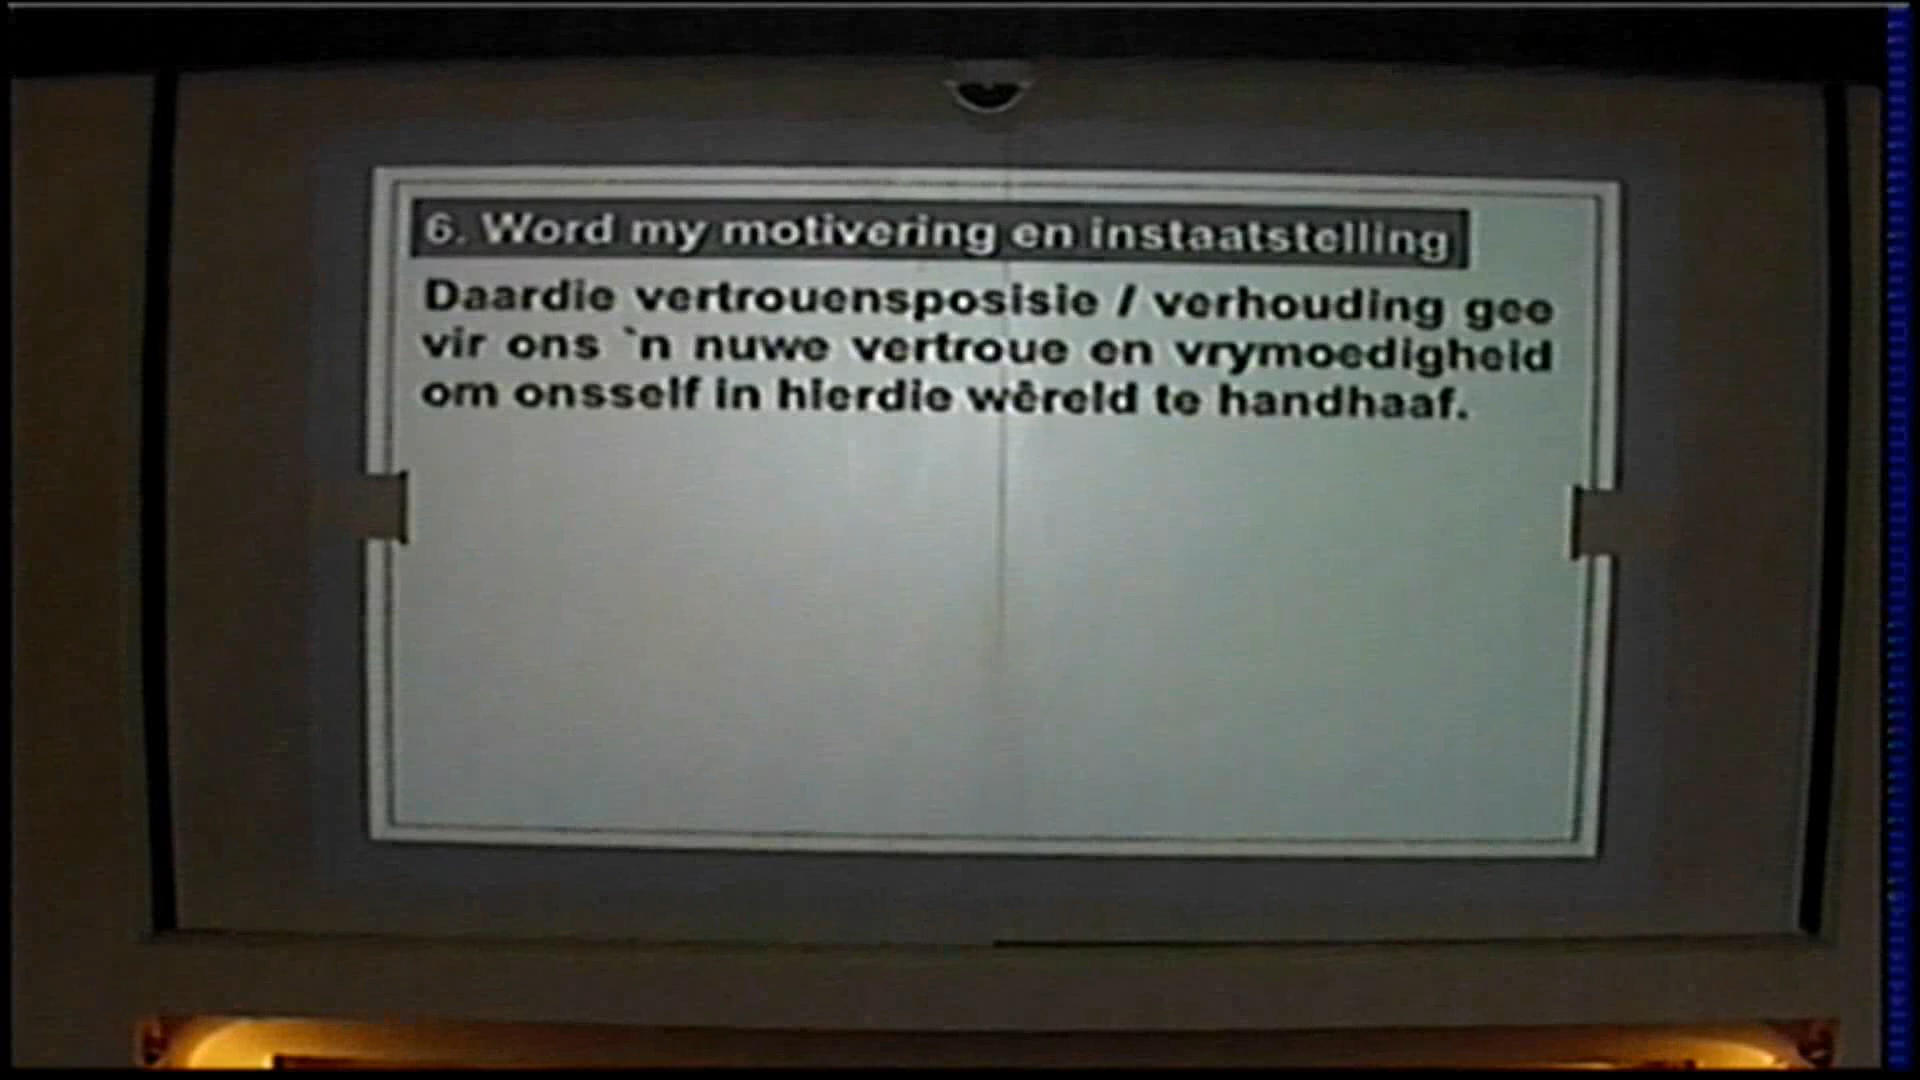 6. Word my motivering en instaatstelling
Daardie vertrouensposisie / verhouding gee
vir ons `n nuwe vertroue en vrymoedigheid
om onsself in hierdie wêreld te handhaaf.